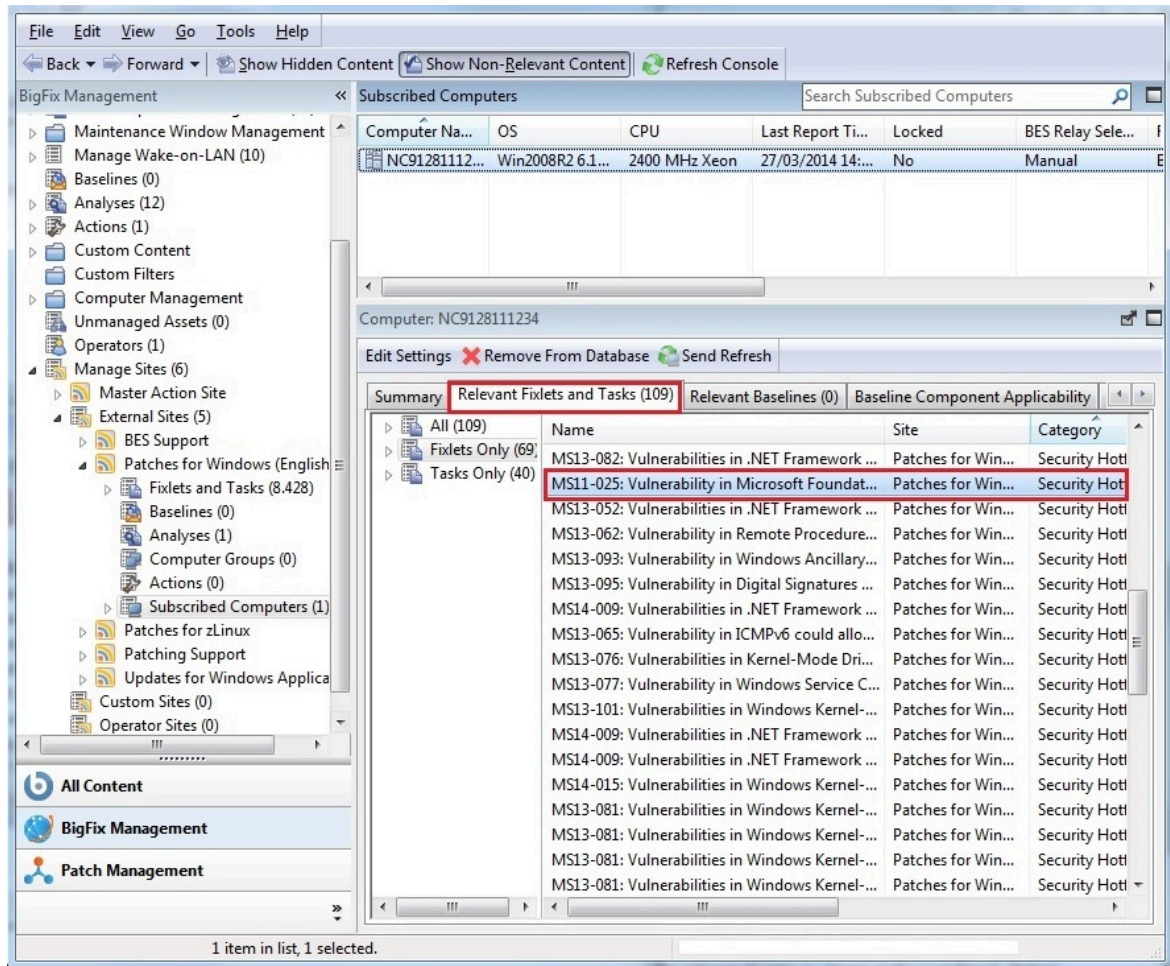 File Edit View Go Tools Help
Back Forward Show Hidden Content Show Non-Relevant Content Refresh Console
BigFix Management
Maintenance Window Management
Manage Wake-on-LAN (10)
Baselines (0)
Analyses (12)
Actions (1)
Custom Content
Custom Filters
Computer Management
Unmanaged Assets (0)
Operators (1)
Manage Sites (6)
Master Action Site
External Sites (5)
BES Support
Patches for Windows (English
Fixlets and Tasks (8.428)
Baselines (0)
Analyses (1)
Computer Groups (0)
Actions (0)
Subscribed Computers (1)
Patches for zLinux
Patching Support
Updates for Windows Applica
Custom Sites (0)
Operator Sites (0)
All Content
BigFix Management
Patch Management
Subscribed Computers Search Subscribed Computers
Computer Na... OS CPU Last Report Ti... Locked BES Relay Sele...
NC91281112... Win2008R2 6.1... 2400 MHz Xeon 27/03/2014 14:... No Manual
Computer: NC9128111234
Edit Settings Remove From Database Send Refresh
Summary Relevant Fixlets and Tasks (109) Relevant Baselines (0) Baseline Component Applicability
All (109)
Fixlets Only (69)
Tasks Only (40)
Name Site Category
MS13-082: Vulnerabilities in .NET Framework ... Patches for Win... Security Hotf
MS11-025: Vulnerability in Microsoft Foundat... Patches for Win... Security Hotf
MS13-052: Vulnerabilities in .NET Framework ... Patches for Win... Security Hotf
MS13-062: Vulnerability in Remote Procedure... Patches for Win... Security Hotf
MS13-093: Vulnerability in Windows Ancillary... Patches for Win... Security Hotf
MS13-095: Vulnerability in Digital Signatures ... Patches for Win... Security Hotf
MS14-009: Vulnerabilities in .NET Framework ... Patches for Win... Security Hotf
MS13-065: Vulnerability in ICMPv6 could allo... Patches for Win... Security Hotf
MS13-076: Vulnerabilities in Kernel-Mode Dri... Patches for Win... Security Hotf
MS13-077: Vulnerability in Windows Service C... Patches for Win... Security Hotf
MS13-101: Vulnerabilities in Windows Kernel-... Patches for Win... Security Hotf
MS14-009: Vulnerabilities in .NET Framework ... Patches for Win... Security Hotf
MS14-009: Vulnerabilities in .NET Framework ... Patches for Win... Security Hotf
MS14-015: Vulnerabilities in Windows Kernel-... Patches for Win... Security Hotf
MS13-081: Vulnerabilities in Windows Kernel-... Patches for Win... Security Hotf
MS13-081: Vulnerabilities in Windows Kernel-... Patches for Win... Security Hotf
MS13-081: Vulnerabilities in Windows Kernel-... Patches for Win... Security Hotf
MS13-081: Vulnerabilities in Windows Kernel-... Patches for Win... Security Hotf
1 item in list, 1 selected.